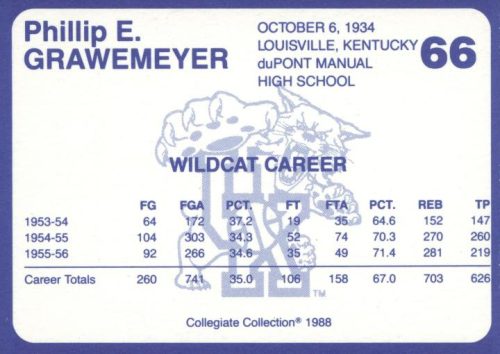 Phillip E.
GRAWEMEYER
OCTOBER 6, 1934
LOUISVILLE, KENTUCKY
duPONT MANUAL
HIGH SCHOOL
66
WILDCAT CAREER
FG FGA PCT. FT FTA PCT. REB TP
1953-54 64 172 37.2 19 35 64.6 152 147
1954-55 104 303 34.3 52 74 70.3 270 260
1955-56 92 266 34.6 35 49 71.4 281 219
Career Totals 260 741 35.0 106 158 67.0 703 626
UK
TM
Collegiate Collection® 1988